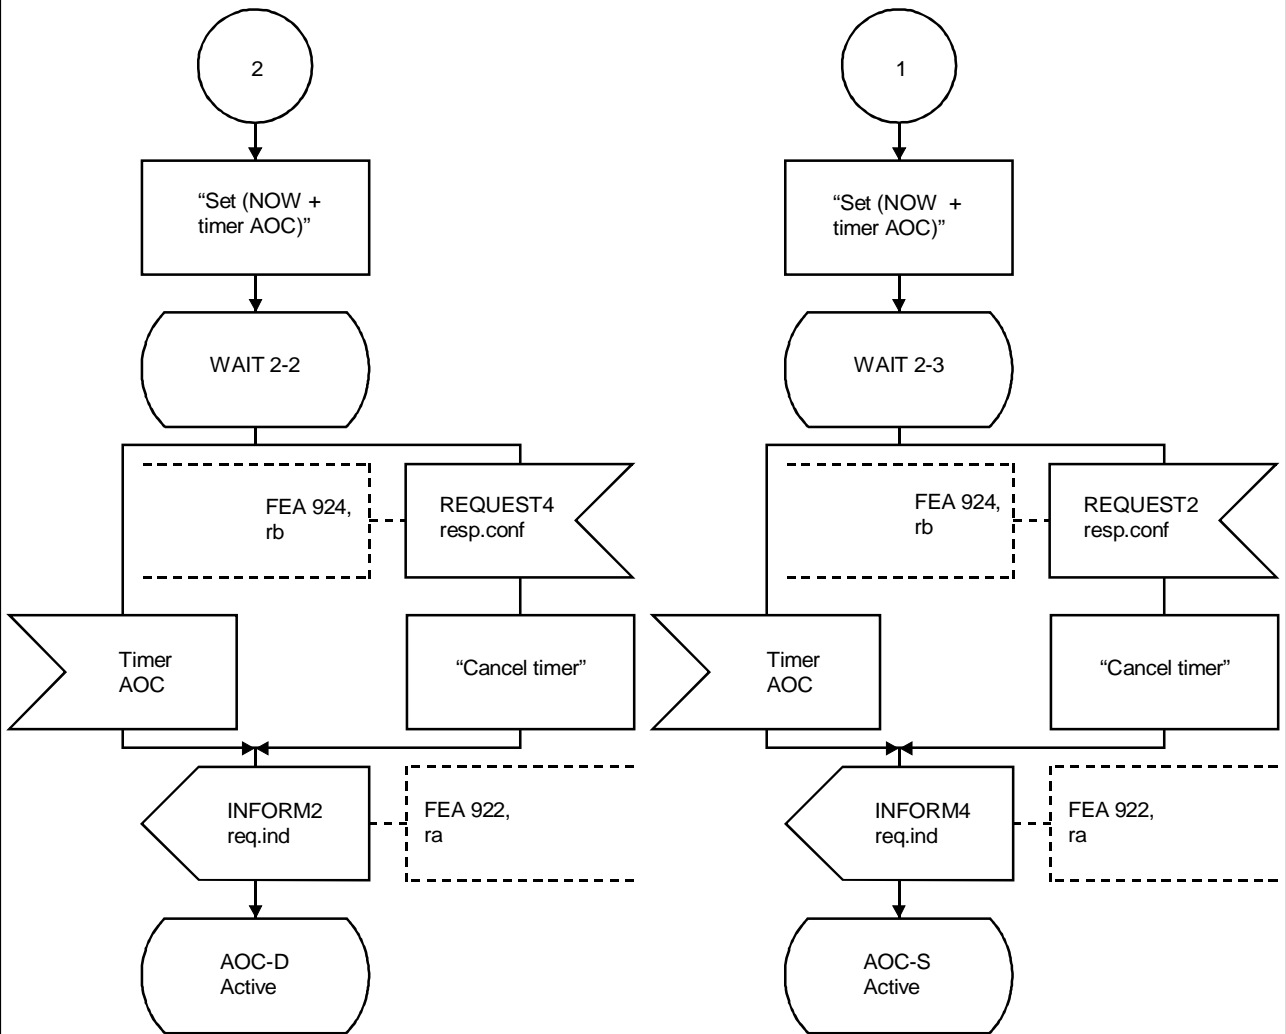 2
“Set (NOW +
timer AOC)”
WAIT 2-2
FEA 924,
rb
REQUEST4
resp.conf
Timer
AOC
“Cancel timer”
INFORM2
req.ind
FEA 922,
ra
AOC-D
Active
1
“Set (NOW +
timer AOC)”
WAIT 2-3
FEA 924,
rb
REQUEST2
resp.conf
Timer
AOC
“Cancel timer”
INFORM4
req.ind
FEA 922,
ra
AOC-S
Active